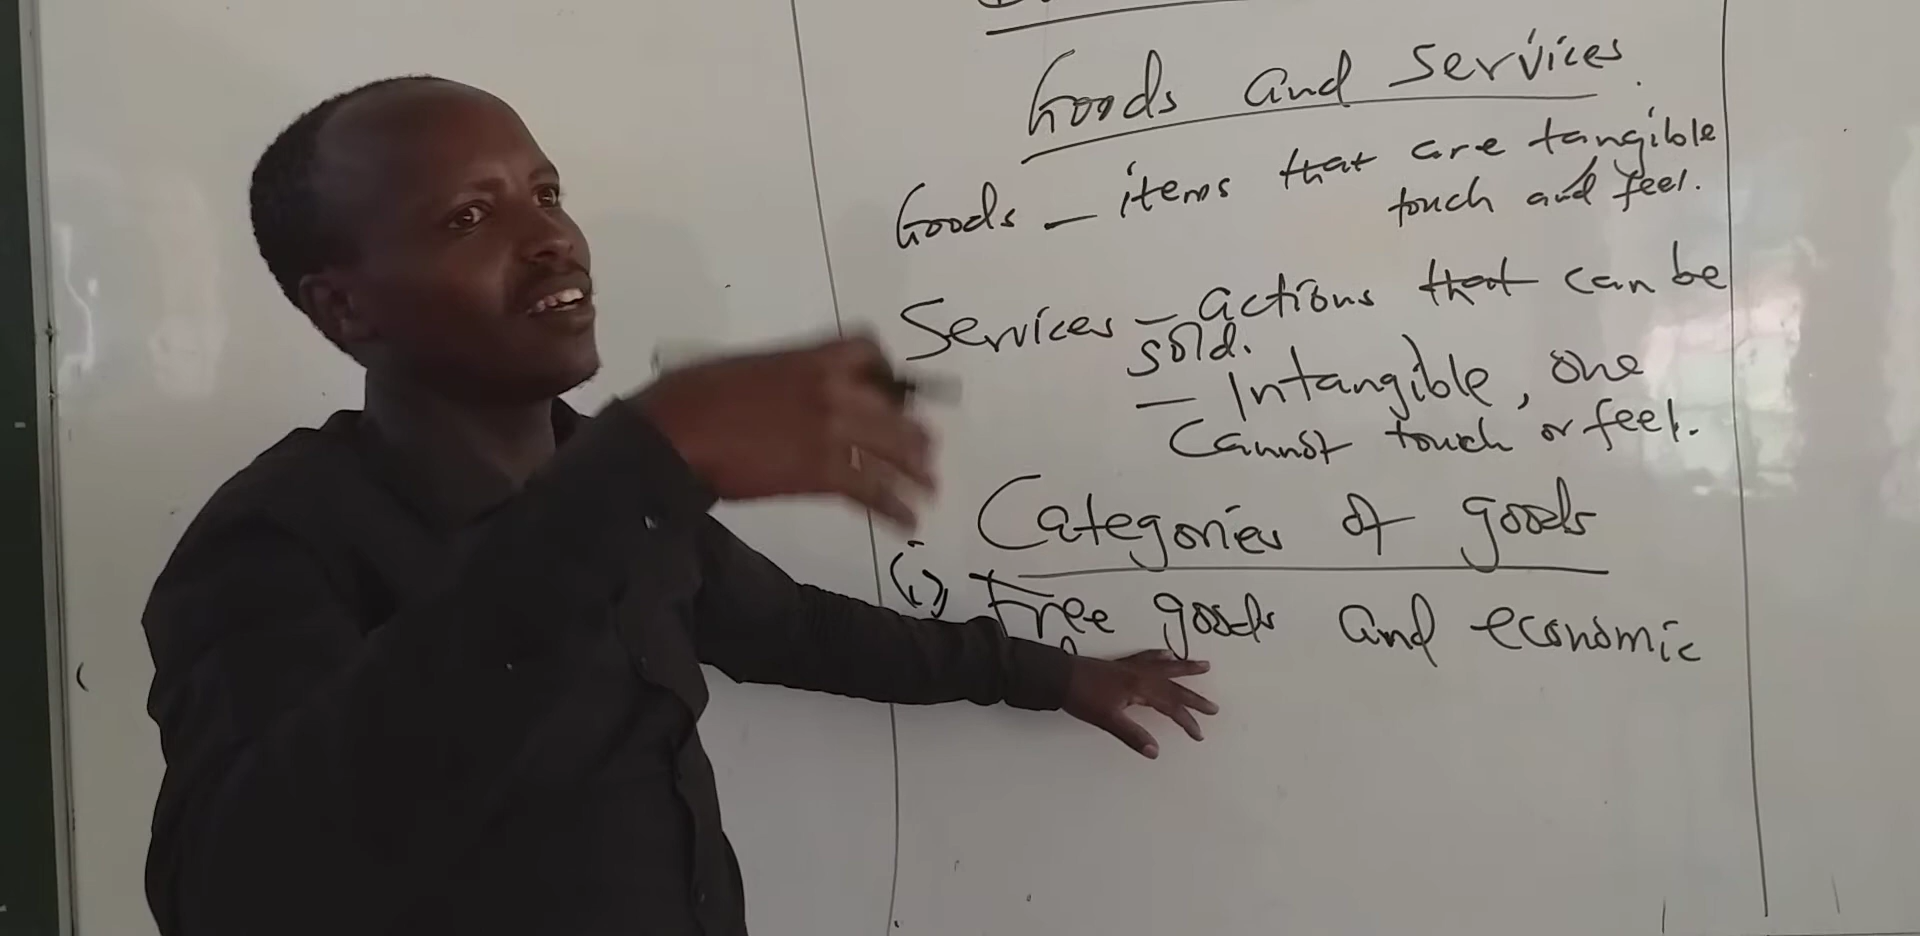 Goods and services.
Goods - items that are tangible
touch and feel.
Services - actions that can be
sold.
- Intangible, one
cannot touch or feel.
Categories of goods
(i) Free goods and economic